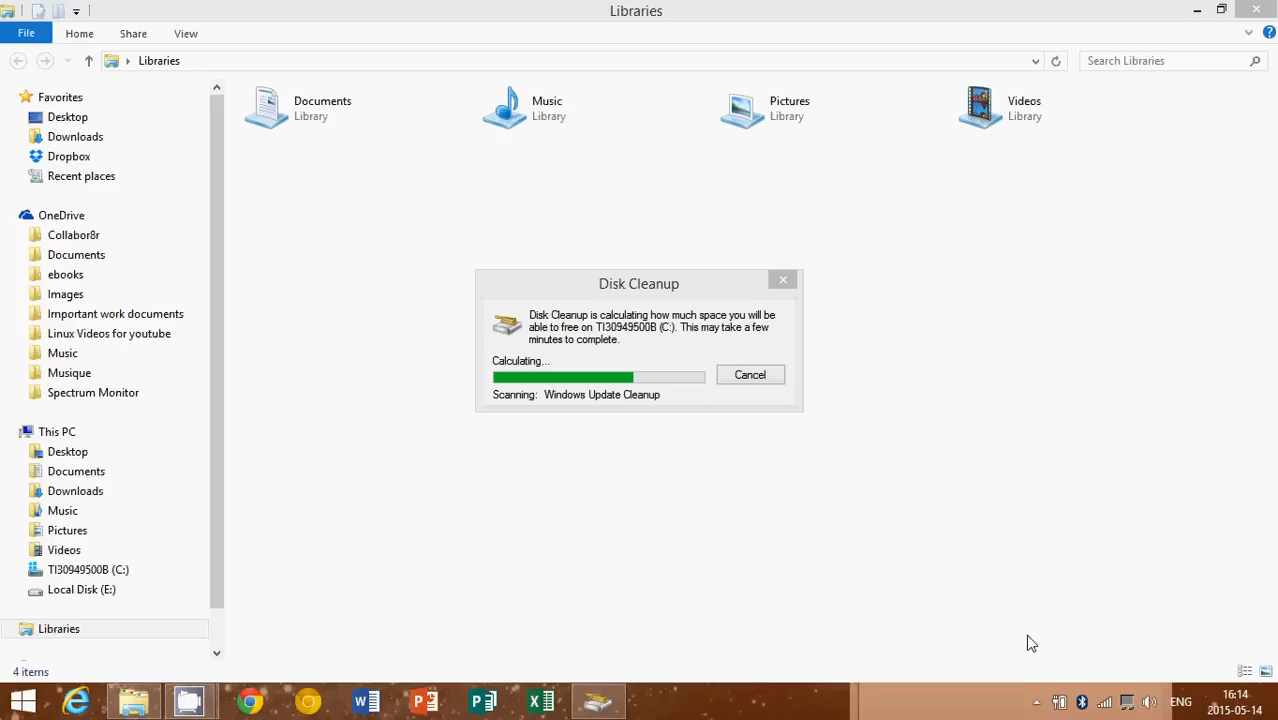 Libraries
File
Home
Share
View
Libraries
Search Libraries
Favorites
Desktop
Downloads
Dropbox
Recent places
OneDrive
Collabor8r
Documents
ebooks
Images
Important work documents
Linux Videos for youtube
Music
Musique
Spectrum Monitor
This PC
Desktop
Documents
Downloads
Music
Pictures
Videos
TI30949500B (C:)
Local Disk (E:)
Libraries
4 items
Documents
Library
Music
Library
Pictures
Library
Videos
Library
Disk Cleanup
Disk Cleanup is calculating how much space you will be
able to free on TI30949500B (C:). This may take a few
minutes to complete.
Calculating...
Cancel
Scanning: Windows Update Cleanup
ENG
16:14
2015-05-14